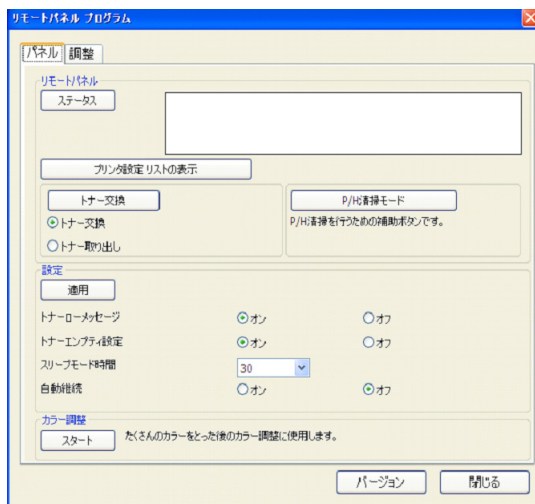 リモートパネル プログラム
パネル 調整
リモートパネル
ステータス
プリンタ設定リストの表示
トナー交換 P/H清掃モード
トナー交換 P/H清掃を行うための補助ボタンです。
トナー取り出し
設定
適用
トナーローメッセージ オン オフ
トナーエンプティ設定 オン オフ
スリープモード時間 30
自動継続 オン オフ
カラー調整
スタート たくさんのカラーをとった後のカラー調整に使用します。
バージョン 閉じる